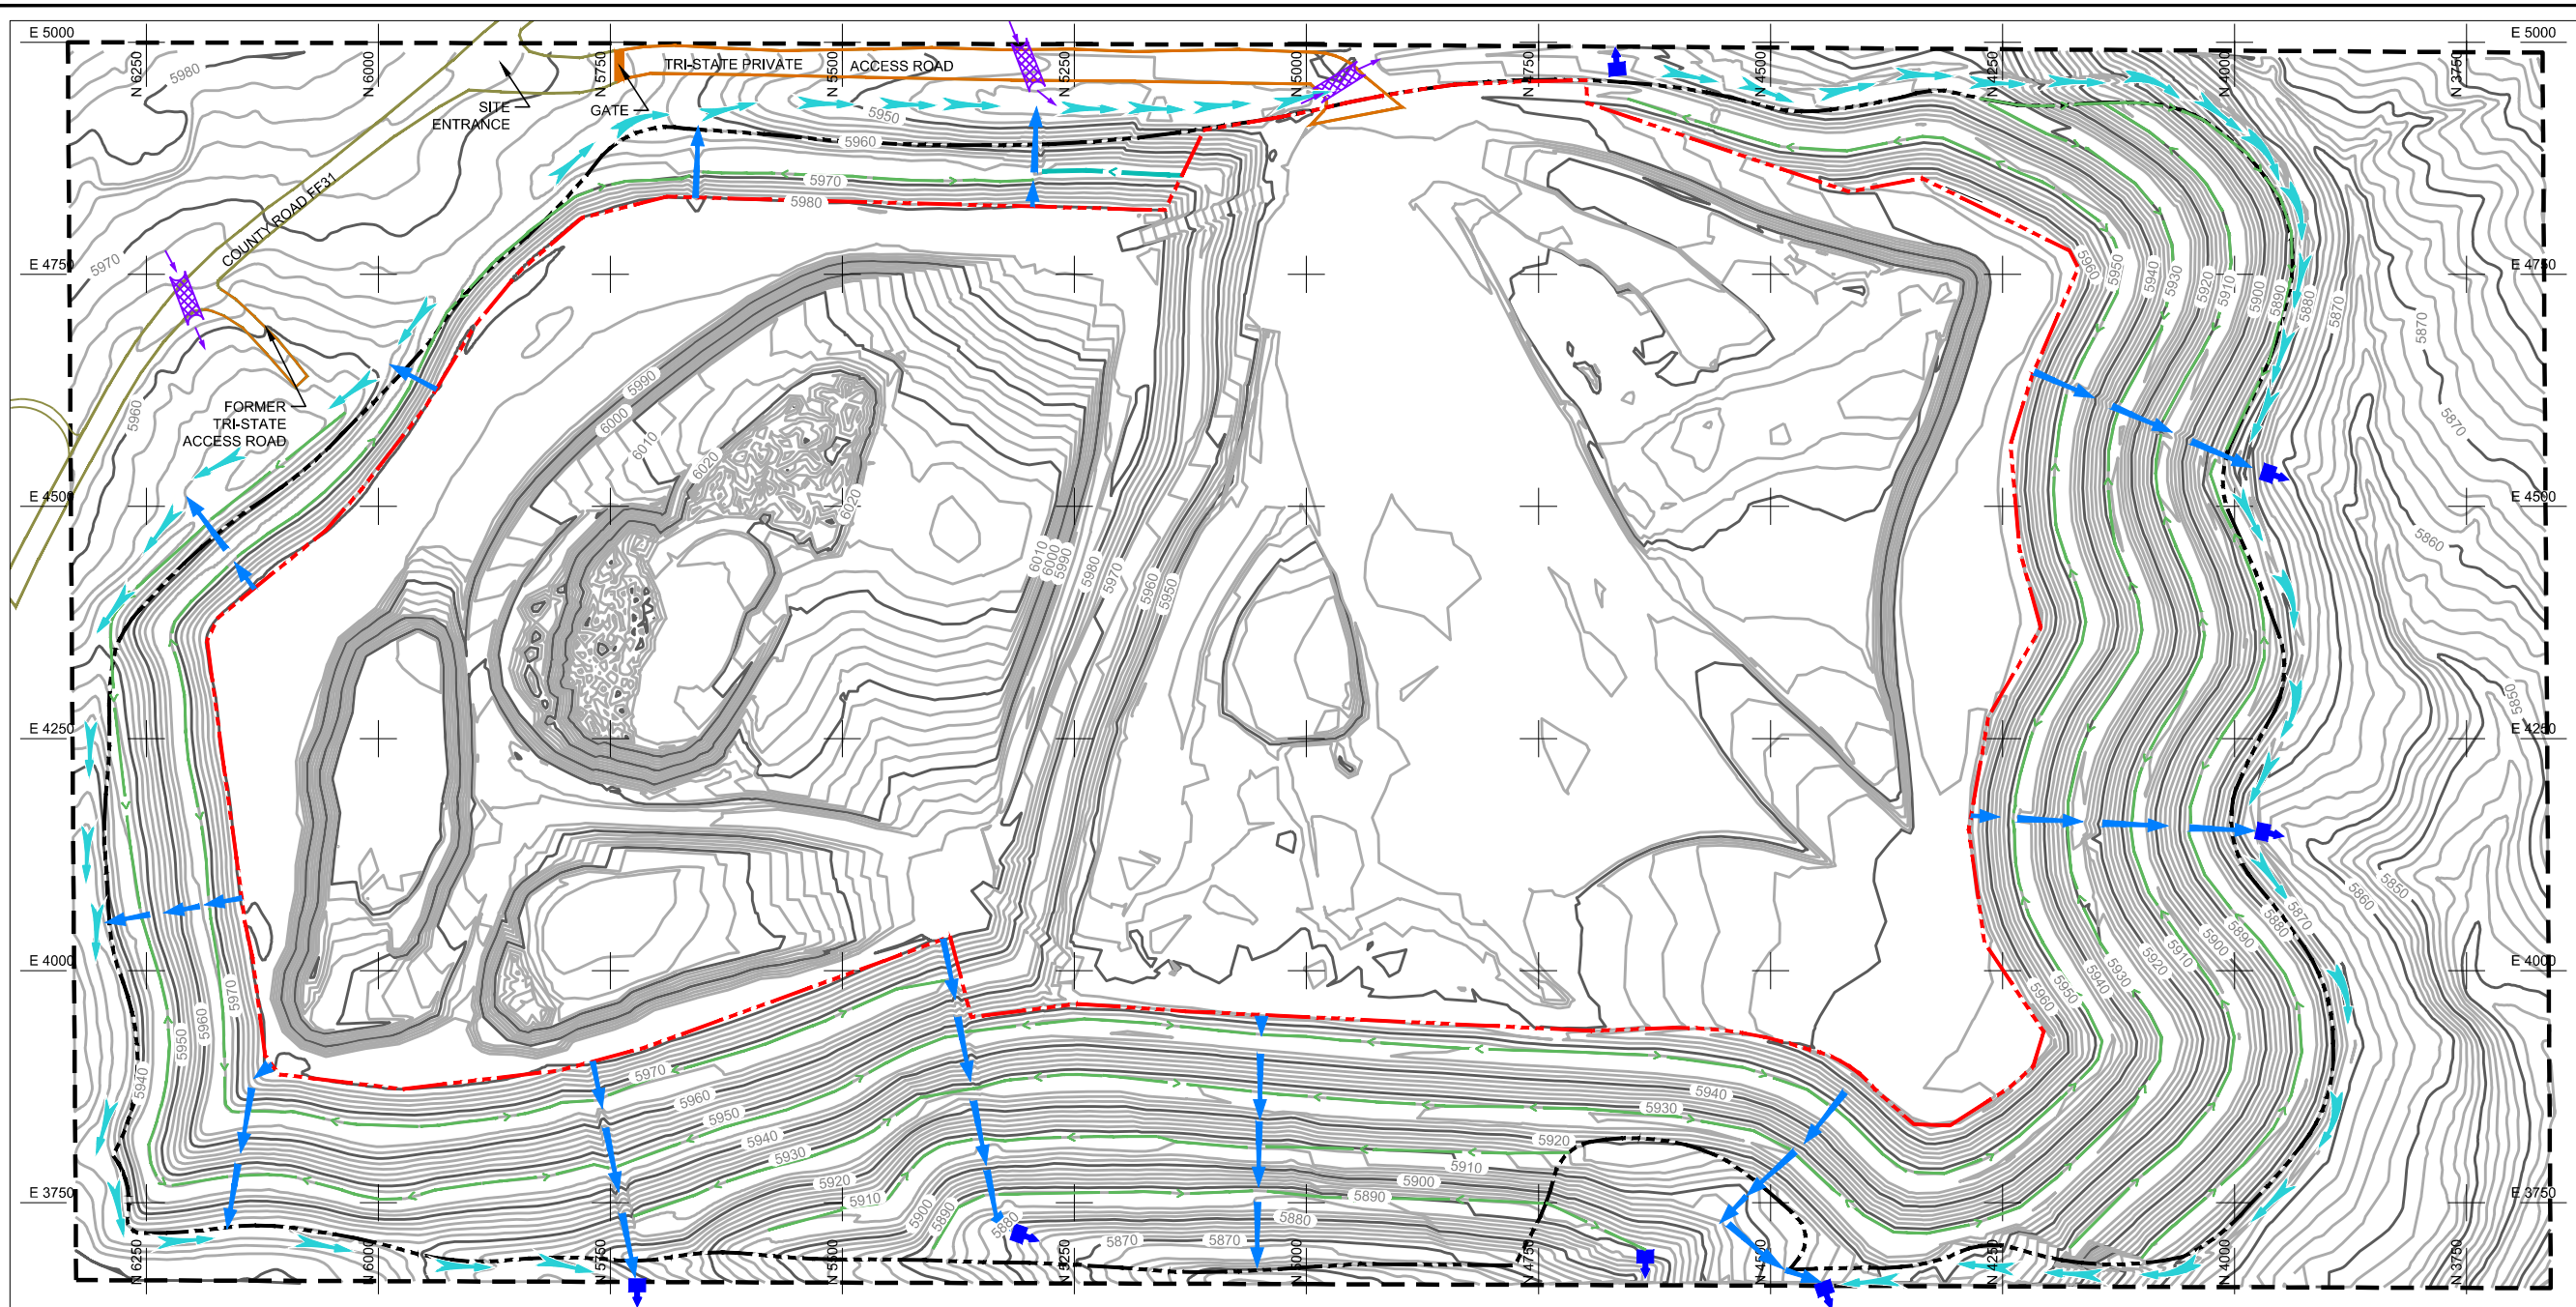 E 5000
N 6250
N 6000
N 5750
N 5500
N 5250
N 5000
N 4750
N 4500
N 4250
N 4000
N 3750
E 5000
5980
SITE
ENTRANCE
GATE
TRI-STATE PRIVATE
ACCESS ROAD
5950
5960
5970
5980
COUNTY ROAD FF31
5970
E 4750
E 4750
5960
5950
5940
5930
5920
5910
5900
5890
5880
5870
5870
5960
FORMER
TRI-STATE
ACCESS ROAD
5990
6000
6010
6020
6020
5870
E 4500
E 4500
5860
6010
6000
5990
5980
5970
5960
5950
E 4250
E 4250
5850
5850
5860
5870
5880
5890
5900
5910
5920
5930
5940
5950
5960
E 4000
E 4000
5970
5960
5950
5940
5970
5960
5950
5940
5930
5920
5910
5900
5890
5880
5940
5930
5920
5910
5900
5890
5880
5870
5870
E 3750
E 3750
N 6250
N 6000
N 5750
N 5500
N 5250
N 5000
N 4750
N 4500
N 4250
N 4000
N 3750